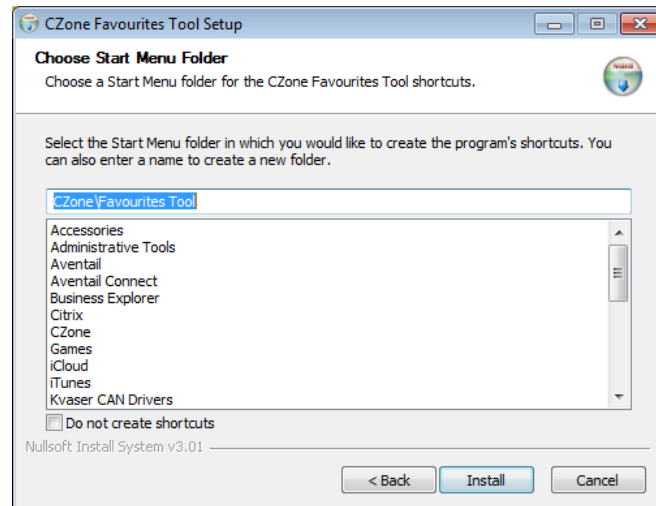 CZone Favourites Tool Setup
Choose Start Menu Folder
Choose a Start Menu folder for the CZone Favourites Tool shortcuts.
Select the Start Menu folder in which you would like to create the program's shortcuts. You
can also enter a name to create a new folder.
CZone\Favourites Tool
Accessories
Administrative Tools
Aventail
Aventail Connect
Business Explorer
Citrix
CZone
Games
iCloud
iTunes
Kvaser CAN Drivers
Do not create shortcuts
Nullsoft Install System v3.01
< Back
Install
Cancel